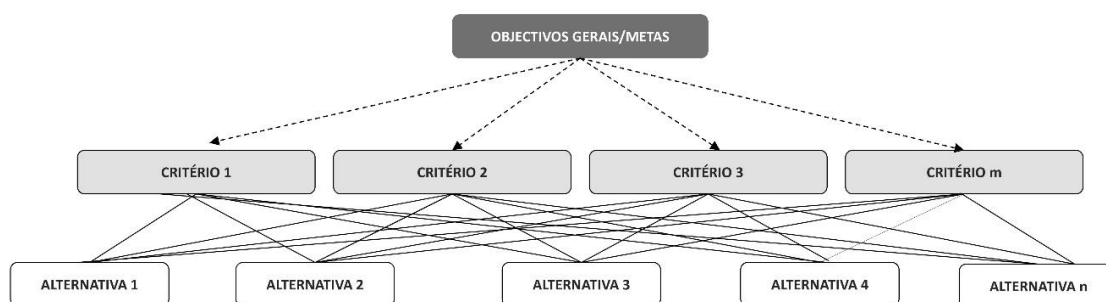 OBJECTIVOS GERAIS/METAS
CRITÉRIO 1
CRITÉRIO 2
CRITÉRIO 3
CRITÉRIO m
ALTERNATIVA 1
ALTERNATIVA 2
ALTERNATIVA 3
ALTERNATIVA 4
ALTERNATIVA n